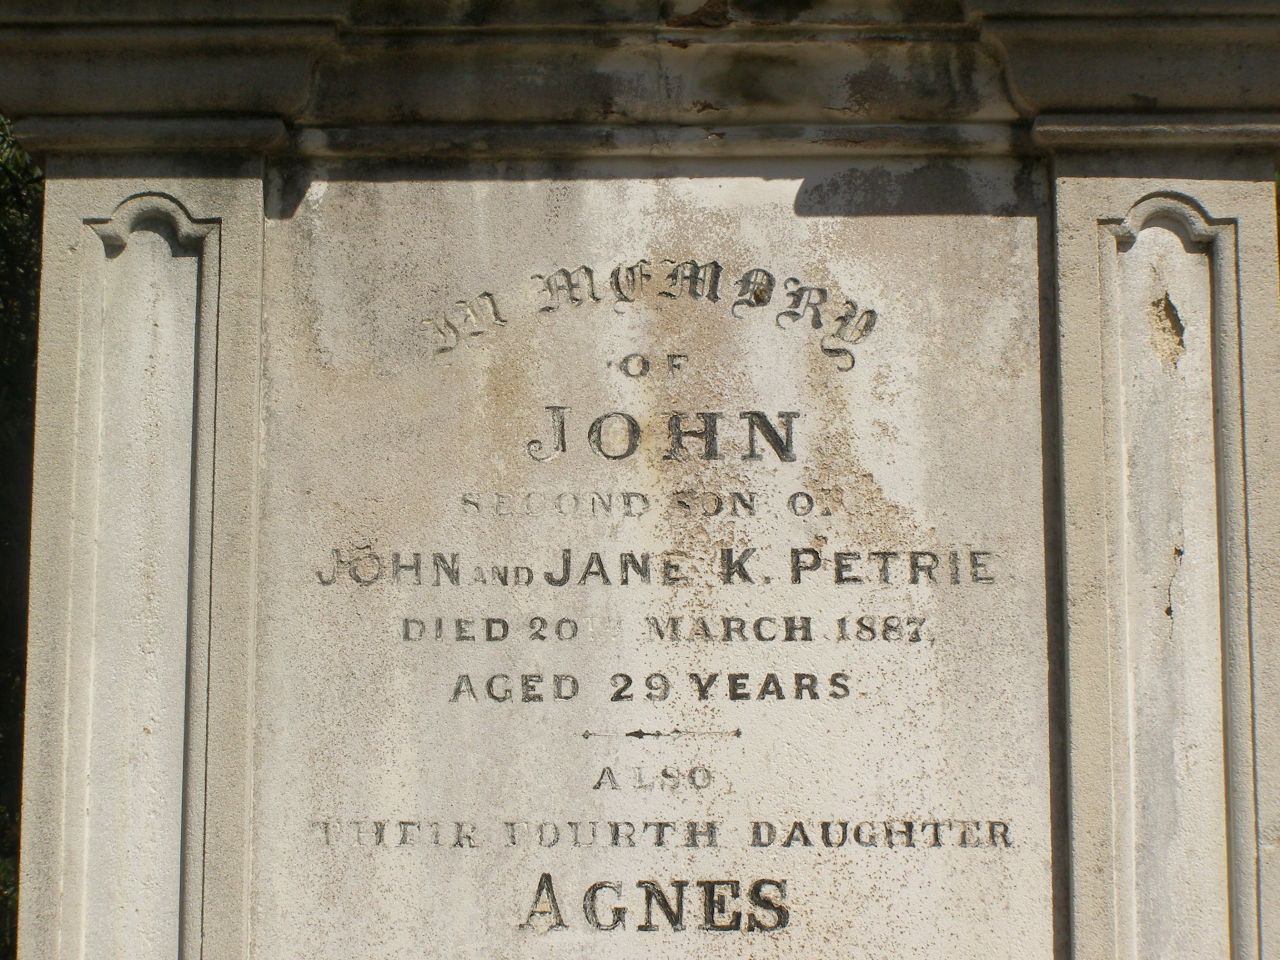 In Memory
OF
JOHN
SECOND SON OF
JOHN AND JANE K. PETRIE
DIED 20TH MARCH 1887,
AGED 29 YEARS
ALSO
THEIR FOURTH DAUGHTER
AGNES